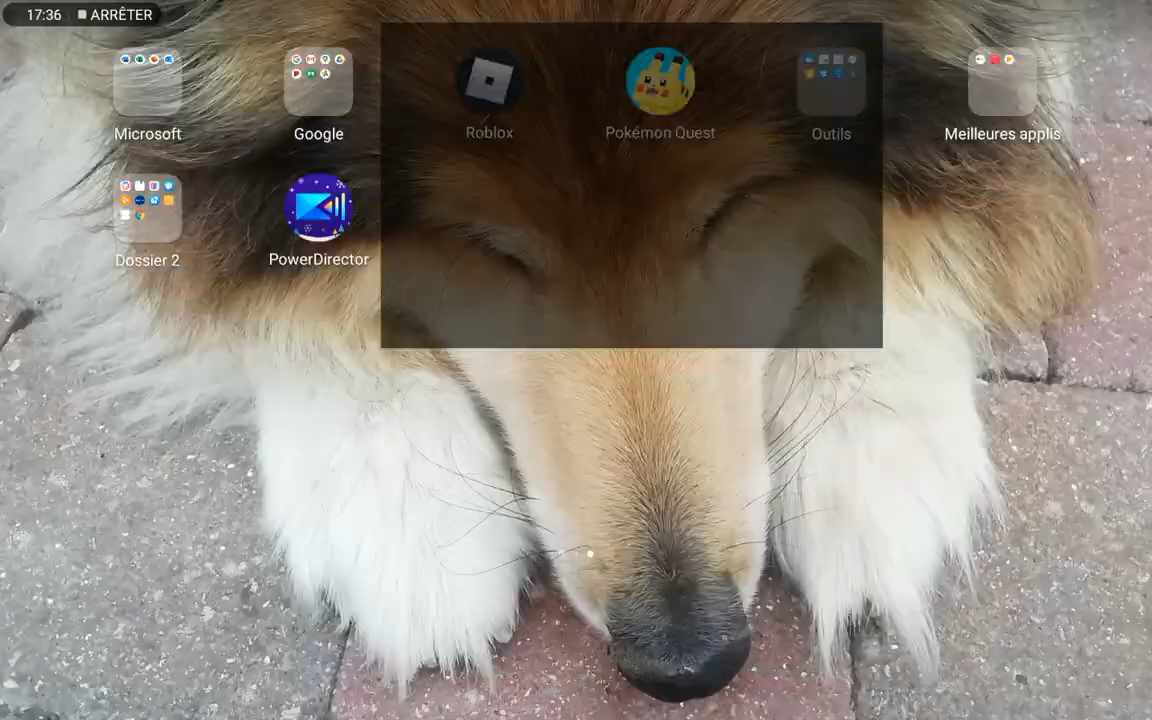 17:36 ARRÊTER
Microsoft
Google
Roblox
Pokémon Quest
Outils
Meilleures applis
Dossier 2
PowerDirector